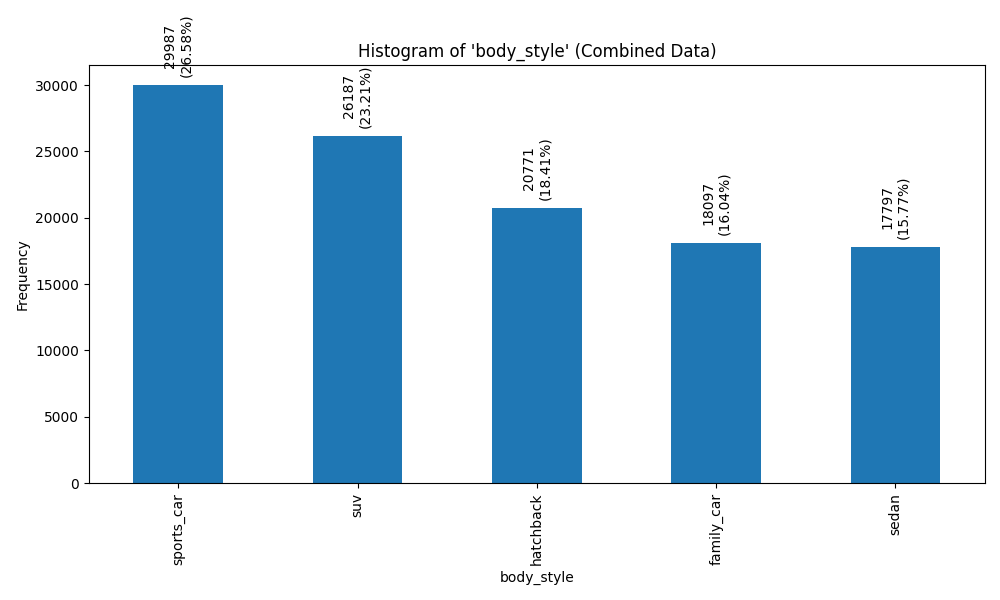 Histogram of 'body_style' (Combined Data)
29987
(26.58%)
26187
(23.21%)
20771
(18.41%)
18097
(16.04%)
17797
(15.77%)
Frequency
30000
25000
20000
15000
10000
5000
0
sports_car
suv
hatchback
family_car
sedan
body_style